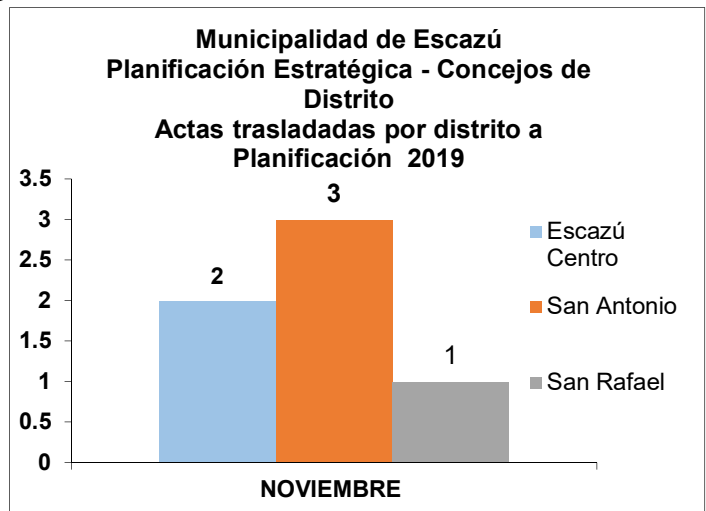 Municipalidad de Escazú
Planificación Estratégica - Concejos de
Distrito
Actas trasladadas por distrito a
Planificación  2019
3.5
3
2.5
2
1.5
1
0.5
0
2
3
1
NOVIEMBRE
Escazú
Centro
San Antonio
San Rafael